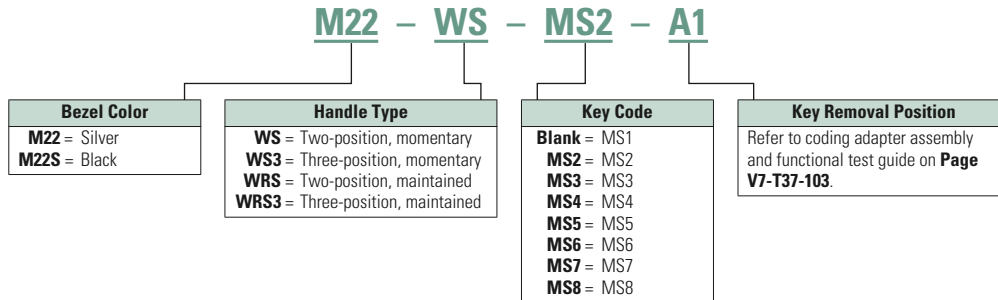 M22 – WS – MS2 – A1
Bezel Color
M22 = Silver
M22S = Black
Handle Type
WS = Two-position, momentary
WS3 = Three-position, momentary
WRS = Two-position, maintained
WRS3 = Three-position, maintained
Key Code
Blank = MS1
MS2 = MS2
MS3 = MS3
MS4 = MS4
MS5 = MS5
MS6 = MS6
MS7 = MS7
MS8 = MS8
Key Removal Position
Refer to coding adapter assembly
and functional test guide on Page
V7-T37-103.